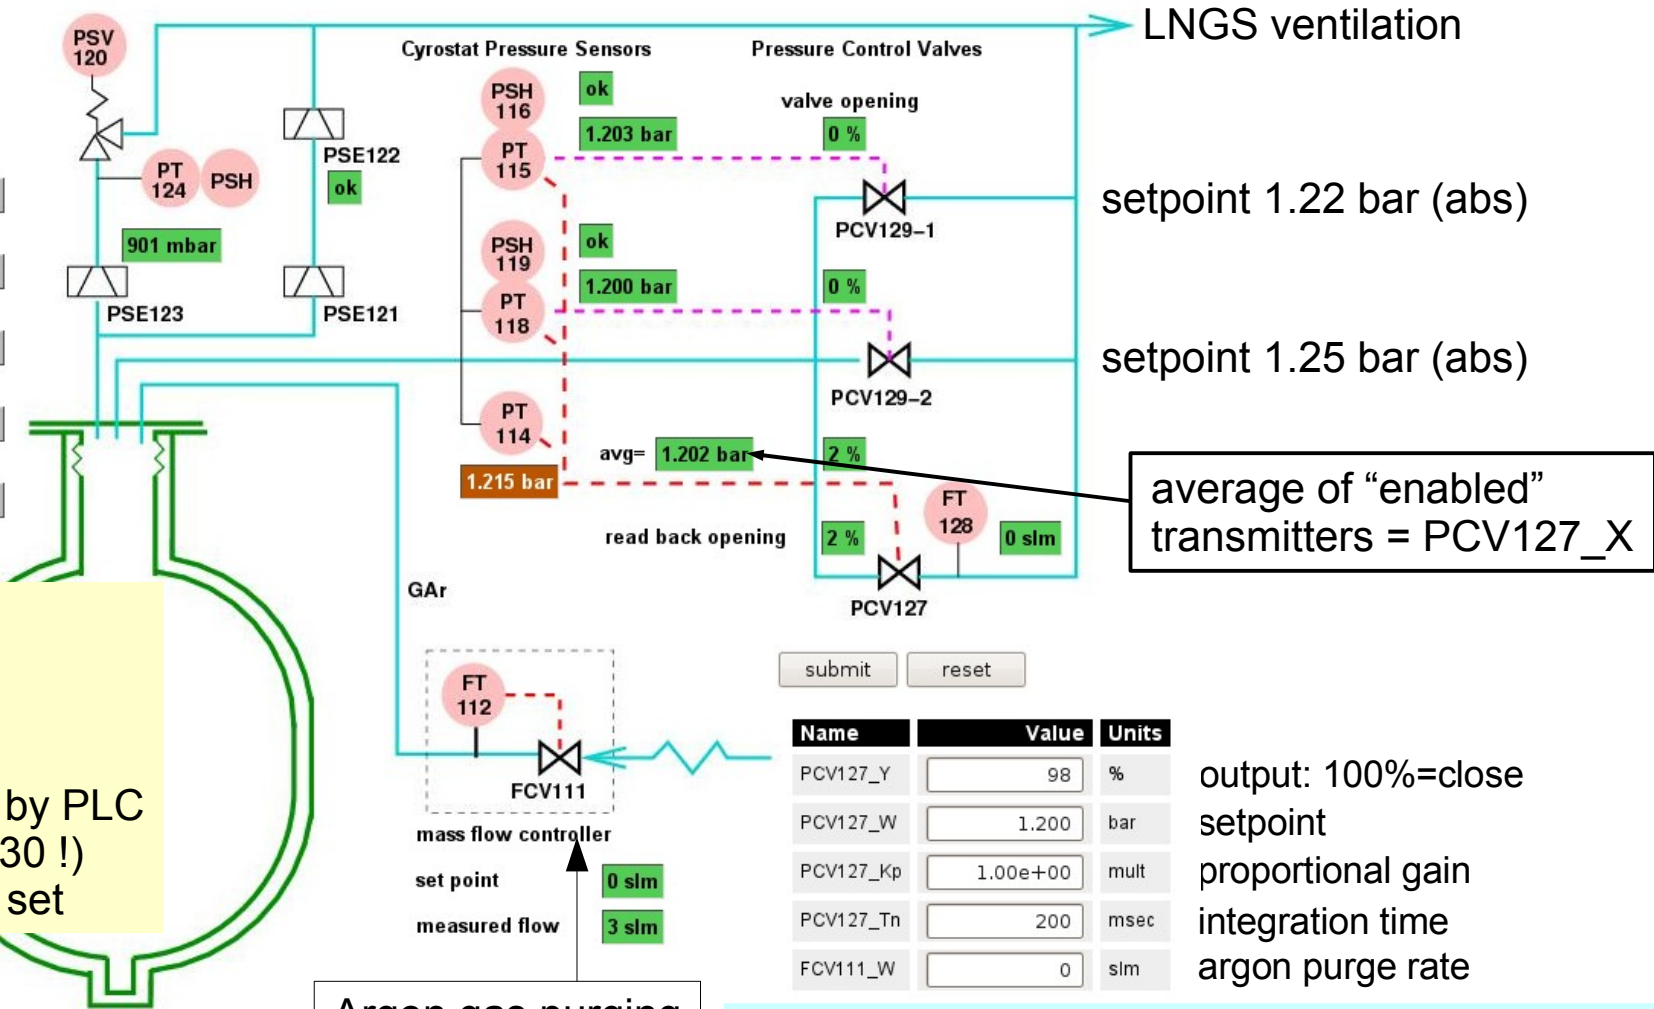 LNGS ventilation
PSV
120
Cyrostat Pressure Sensors
Pressure Control Valves
PSH
116
ok
valve opening
1.203 bar
0 %
PT
115
PSE122
ok
PT
124
PSH
setpoint 1.22 bar (abs)
PCV129-1
901 mbar
PSH
119
ok
1.200 bar
0 %
PT
118
PSE123
PSE121
setpoint 1.25 bar (abs)
PCV129-2
PT
114
avg=
1.202 bar
2 %
1.215 bar
average of “enabled”
transmitters = PCV127_X
FT
128
read back opening
2 %
0 slm
GAr
PCV127
submit
reset
FT
112
FCV111
mass flow controller
set point
0 slm
measured flow
3 slm
by PLC
30 !)
set
Name Value Units
PCV127_Y 98 % output: 100%=close
PCV127_W 1.200 bar setpoint
PCV127_Kp 1.00e+00 mult proportional gain
PCV127_Tn 200 msec integration time
FCV111_W 0 slm argon purge rate
Argon gas purging